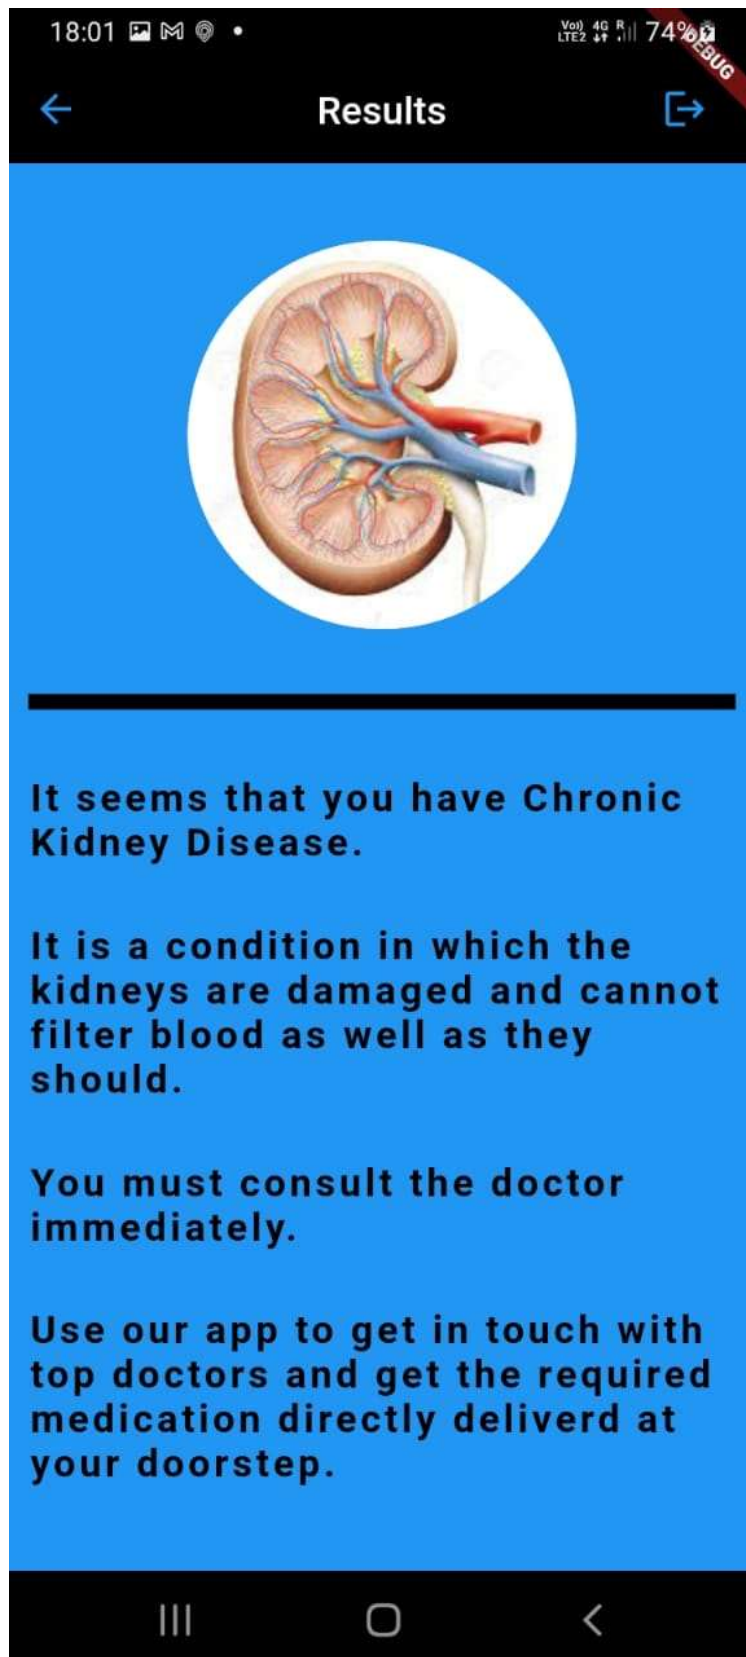 18:01
Vo)) 4G R 74%
LTE2
DEBUG
Results
It seems that you have Chronic
Kidney Disease.
It is a condition in which the
kidneys are damaged and cannot
filter blood as well as they
should.
You must consult the doctor
immediately.
Use our app to get in touch with
top doctors and get the required
medication directly deliverd at
your doorstep.